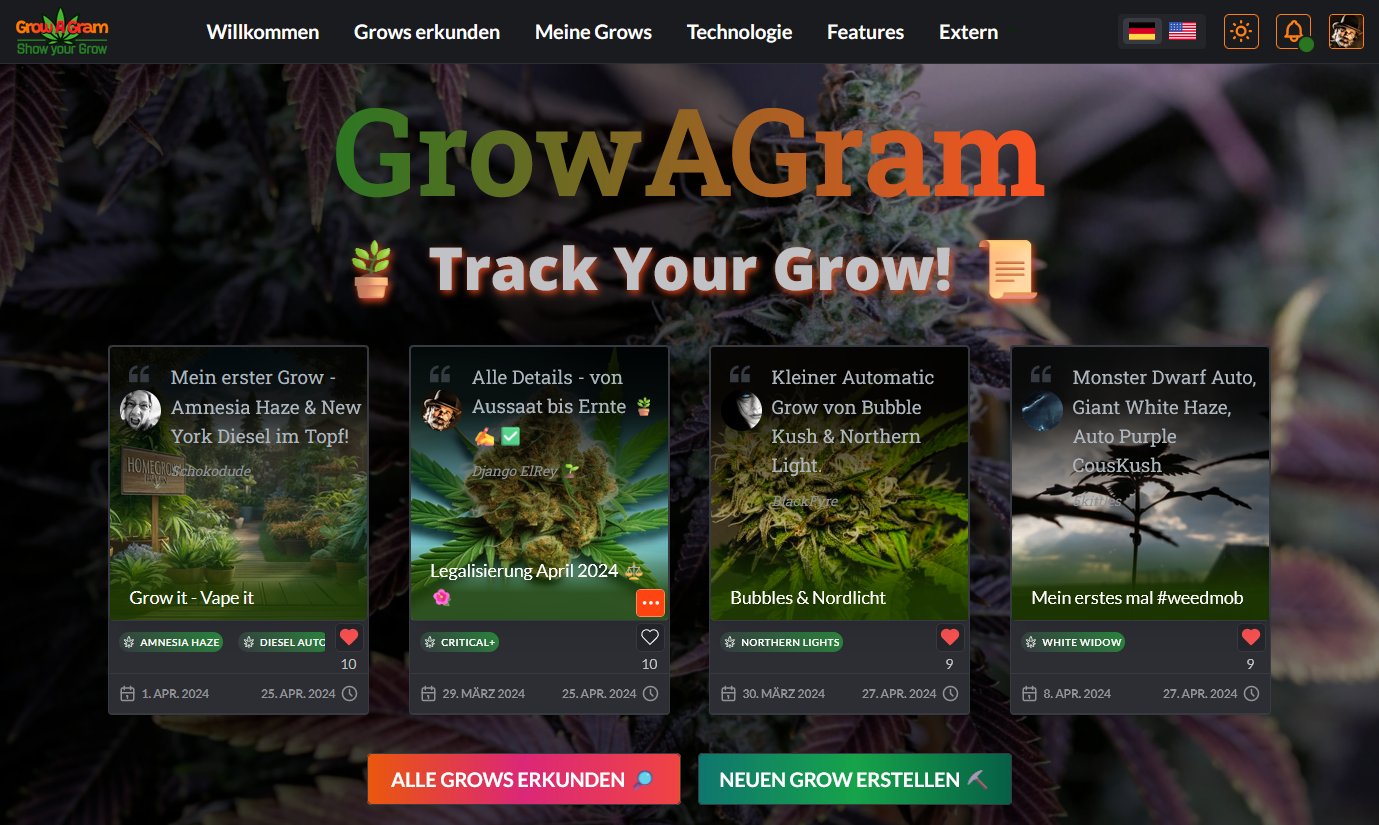 GrowAGram
Show your Grow
Willkommen Grows erkunden Meine Grows Technologie Features Extern
GrowAGram
Track Your Grow!
Mein erster Grow -
Amnesia Haze & New
York Diesel im Topf!
Schokodude
HOMEGROWN
Grow it - Vape it
AMNESIA HAZE DIESEL AUTO
10
1. APR. 2024 25. APR. 2024
Alle Details - von
Aussaat bis Ernte 🪴
✍️ ✅
Django ElRey 🌱
Legalisierung April 2024 ⚖️
🌺
CRITICAL+
10
29. MÄRZ 2024 25. APR. 2024
Kleiner Automatic
Grow von Bubble
Kush & Northern
Light.
BlackPyre
Bubbles & Nordlicht
NORTHERN LIGHTS
9
30. MÄRZ 2024 27. APR. 2024
Monster Dwarf Auto,
Giant White Haze,
Auto Purple
CousKush
Skittles
Mein erstes mal #weedmob
WHITE WIDOW
9
8. APR. 2024 27. APR. 2024
ALLE GROWS ERKUNDEN 🔎
NEUEN GROW ERSTELLEN ⛏️